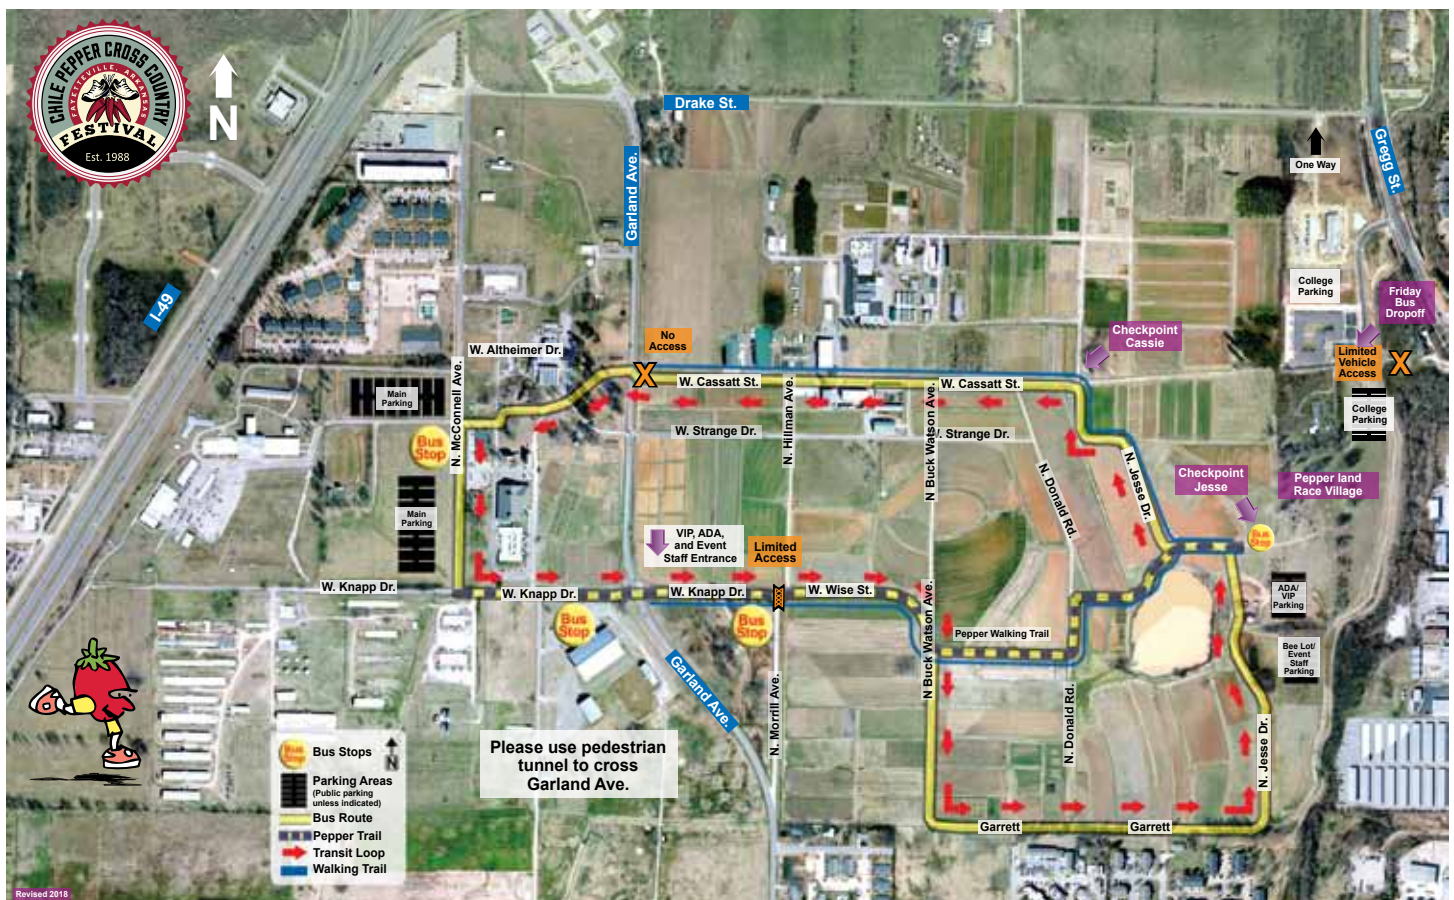 CHILE PEPPER CROSS COUNTRY
FAYETTEVILLE, ARKANSAS
FESTIVAL
Est. 1988
N
Drake St.
Garland Ave.
Gregg St.
One Way
I-49
College
Parking
Friday
Bus
Dropoff
No
Access
Checkpoint
Cassie
Limited
Vehicle
Access
X
X
W. Altheimer Dr.
W. Cassatt St.
W. Cassatt St.
Main
Parking
N. McConnell Ave.
College
Parking
Bus
Stop
W. Strange Dr.
W. Strange Dr.
N. Hillman Ave.
N Buck Watson Ave.
N. Donald Rd.
N. Jesse Dr.
Checkpoint
Jesse
Pepper land
Race Village
Main
Parking
Bus
Stop
VIP, ADA,
and Event
Staff Entrance
Limited
Access
W. Knapp Dr.
W. Knapp Dr.
W. Knapp Dr.
W. Wise St.
ADA/
VIP
Parking
Bus
Stop
Bus
Stop
N Buck Watson Ave.
Pepper Walking Trail
Bee Lot/
Event
Staff
Parking
Garland Ave.
N. Morrill Ave.
N. Donald Rd.
N. Jesse Dr.
Please use pedestrian
tunnel to cross
Garland Ave.
Bus
Stop
Bus Stops
N
Parking Areas
(Public parking
unless indicated)
Bus Route
Pepper Trail
Transit Loop
Walking Trail
Garrett
Garrett
Revised 2018